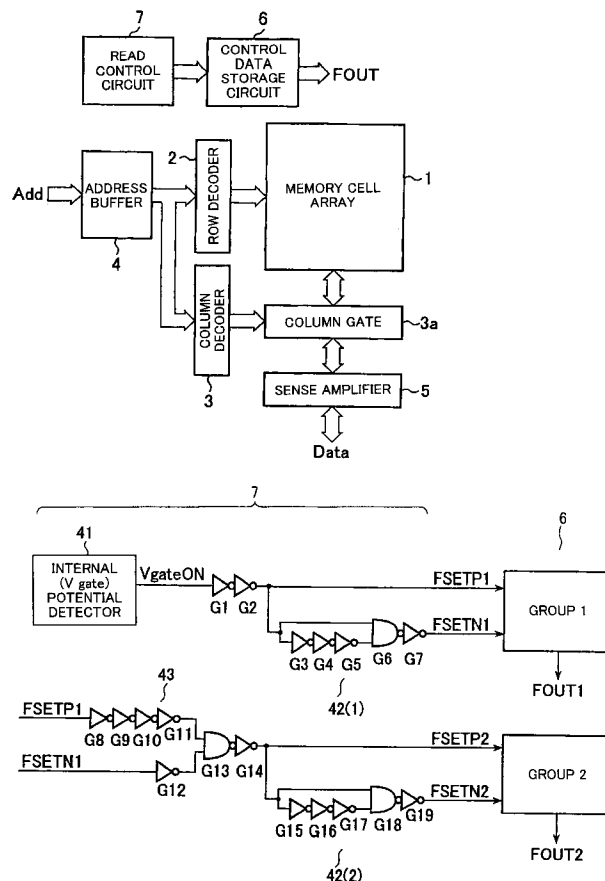 7
6
READ
CONTROL
CIRCUIT
CONTROL
DATA
STORAGE
CIRCUIT
FOUT
2
1
Add
ADDRESS
BUFFER
4
ROW DECODER
MEMORY CELL
ARRAY
COLUMN
DECODER
3
COLUMN GATE
3a
SENSE AMPLIFIER
5
Data
7
6
41
INTERNAL
(V gate)
POTENTIAL
DETECTOR
VgateON
G1 G2
FSETP1
G3 G4 G5 G6 G7
FSETN1
GROUP 1
42(1)
FOUT1
43
FSETP1
G8 G9 G10 G11
FSETN1
G12
G13 G14
FSETP2
G15 G16 G17 G18 G19
FSETN2
GROUP 2
42(2)
FOUT2